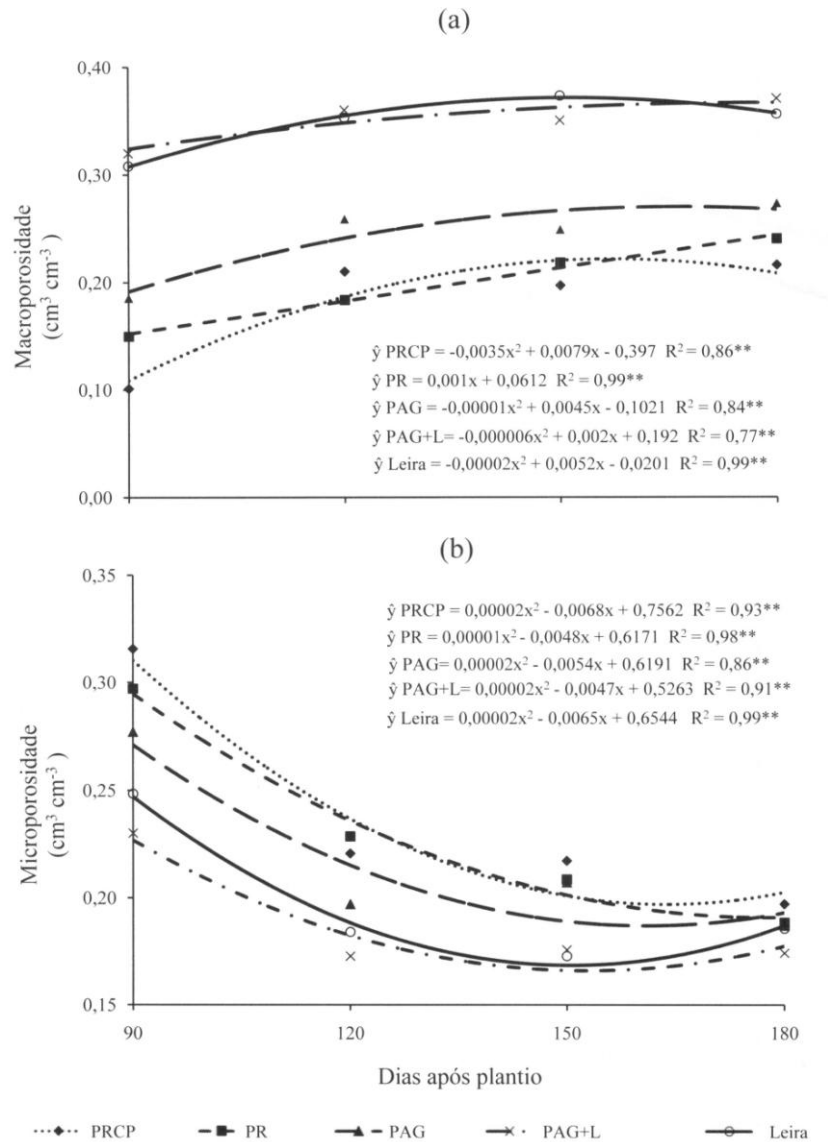 (a)
0,40
0,30
0,20
0,10
0,00
Macroporosidade
(cm³ cm⁻³ )
ŷ PRCP = -0,0035x² + 0,0079x - 0,397 R² = 0,86**
ŷ PR = 0,001x + 0,0612 R² = 0,99**
ŷ PAG = -0,00001x² + 0,0045x - 0,1021 R² = 0,84**
ŷ PAG+L= -0,000006x² + 0,002x + 0,192 R² = 0,77**
ŷ Leira = -0,00002x² + 0,0052x - 0,0201 R² = 0,99**
(b)
0,35
0,30
0,25
0,20
0,15
Microporosidade
(cm³ cm⁻³ )
ŷ PRCP = 0,00002x² - 0,0068x + 0,7562 R² = 0,93**
ŷ PR = 0,00001x² - 0,0048x + 0,6171 R² = 0,98**
ŷ PAG= 0,00002x² - 0,0054x + 0,6191 R² = 0,86**
ŷ PAG+L= 0,00002x² - 0,0047x + 0,5263 R² = 0,91**
ŷ Leira = 0,00002x² - 0,0065x + 0,6544 R² = 0,99**
90 120 150 180
Dias após plantio
PRCP PR PAG PAG+L Leira